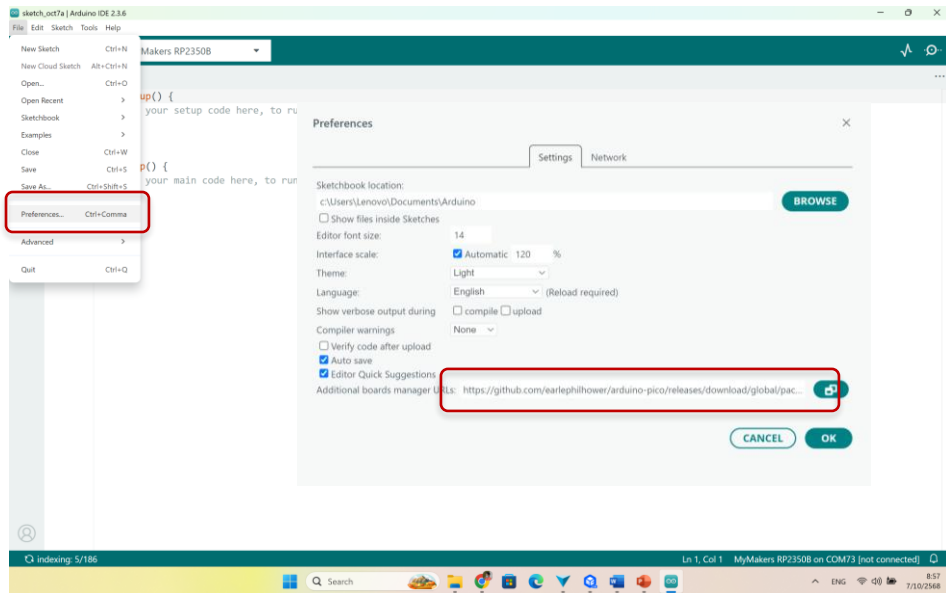 sketch_oct7a | Arduino IDE 2.3.6
File Edit Sketch Tools Help
New Sketch Ctrl+N
New Cloud Sketch Alt+Ctrl+N
Open... Ctrl+O
Open Recent
Sketchbook
Examples
Close Ctrl+W
Save Ctrl+S
Save As... Ctrl+Shift+S
Preferences... Ctrl+Comma
Advanced
Quit Ctrl+Q
MyMakers RP2350B
up() {
your setup code here, to ru
p() {
your main code here, to run
Preferences
Settings Network
Sketchbook location:
c:\Users\Lenovo\Documents\Arduino BROWSE
Show files inside Sketches
Editor font size: 14
Interface scale: Automatic 120 %
Theme: Light
Language: English (Reload required)
Show verbose output during compile upload
Compiler warnings None
Verify code after upload
Auto save
Editor Quick Suggestions
Additional boards manager URLs: https://github.com/earlephilhower/arduino-pico/releases/download/global/pac...
CANCEL OK
indexing: 5/186 Ln 1, Col 1 MyMakers RP2350B on COM73 [not connected]
Search ENG 8:57
7/10/2568